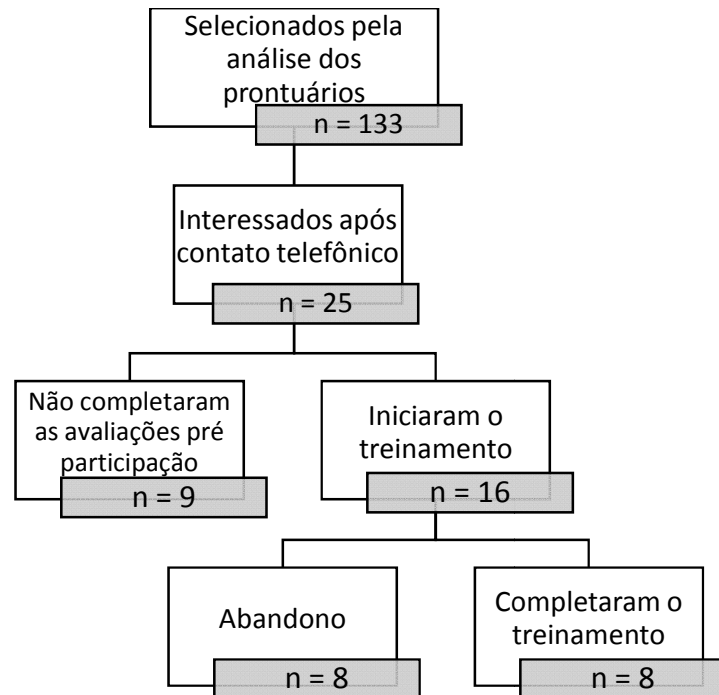 Selecionados pela
análise dos
prontuários
n = 133
Interessados após
contato telefônico
n = 25
Não completaram
as avaliações pré
participação
n = 9
Iniciaram o
treinamento
n = 16
Abandono
n = 8
Completaram o
treinamento
n = 8